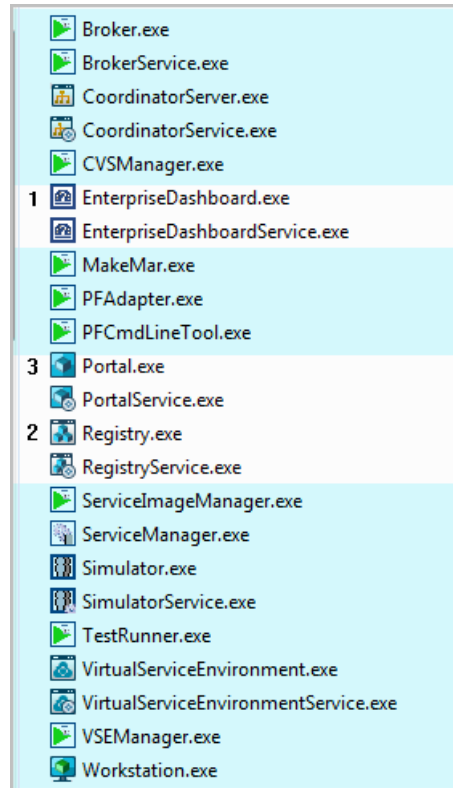 Broker.exe
BrokerService.exe
CoordinatorServer.exe
CoordinatorService.exe
CVSManager.exe
1 EnterpriseDashboard.exe
EnterpriseDashboardService.exe
MakeMar.exe
PFAdapter.exe
PFCmdLineTool.exe
3 Portal.exe
PortalService.exe
2 Registry.exe
RegistryService.exe
ServiceImageManager.exe
ServiceManager.exe
Simulator.exe
SimulatorService.exe
TestRunner.exe
VirtualServiceEnvironment.exe
VirtualServiceEnvironmentService.exe
VSEManager.exe
Workstation.exe